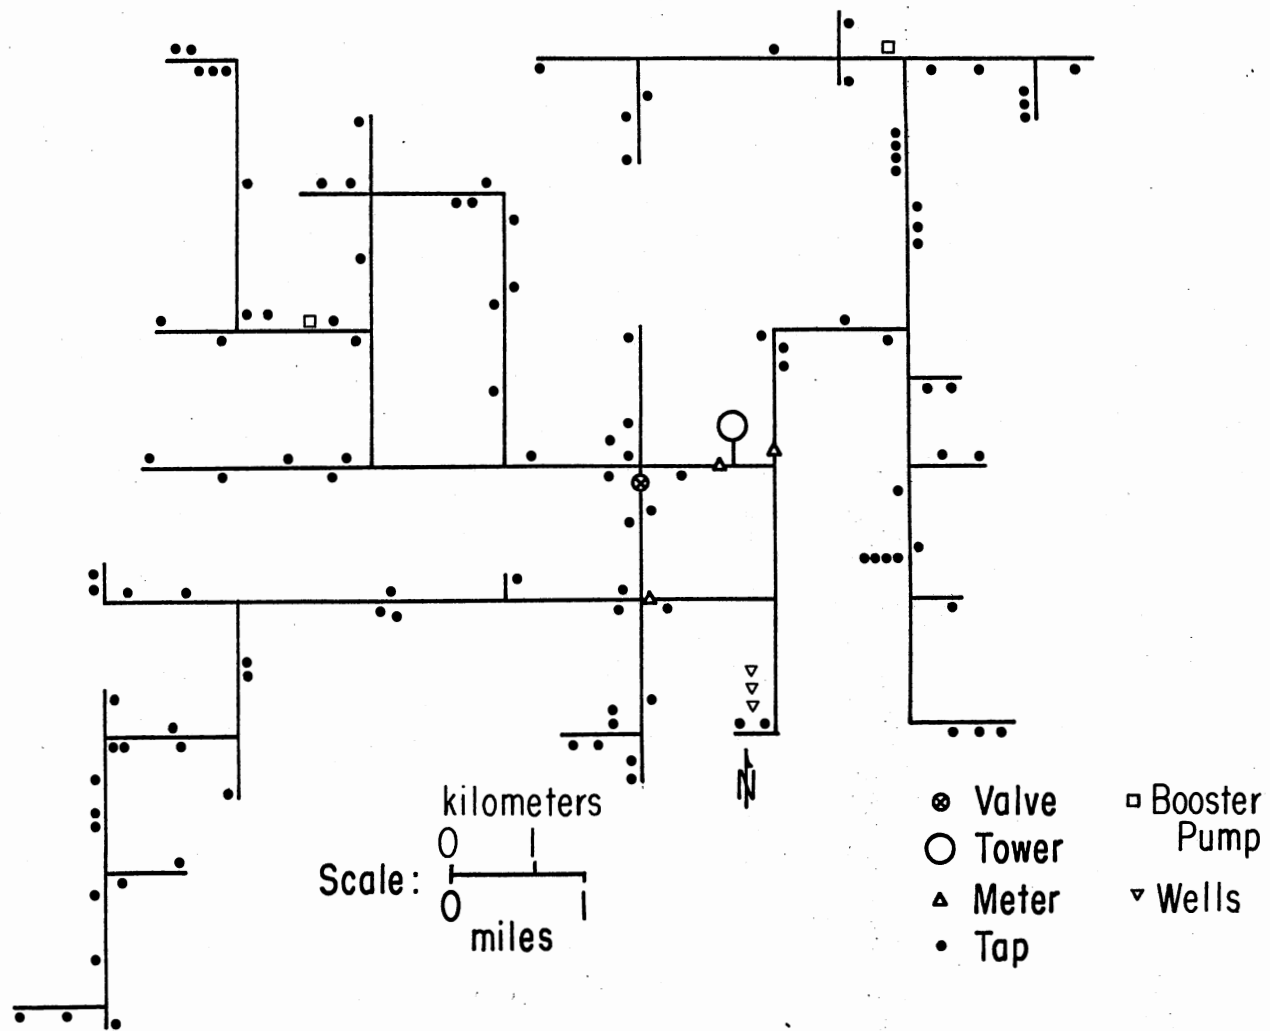 N
kilometers
0 1
Scale:
0 1
miles
Valve
Tower
Meter
Tap
Booster
Pump
Wells